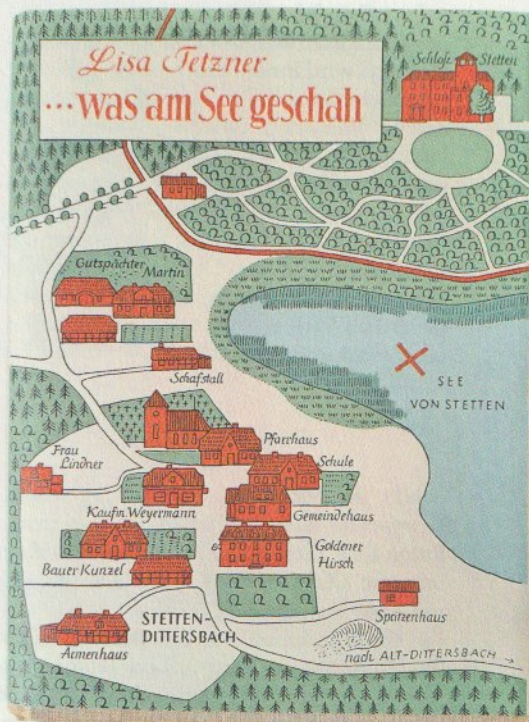 Lisa Tetzner
...was am See geschah
Schloß Stetten
Gutspächter
Martin
Schafstall
SEE
VON STETTEN
Pfarrhaus
Frau
Lindner
Schule
Kaufm. Weyermann
Gemeindehaus
Goldener
Hirsch
Bauer Kunzel
STETTEN-
DITTERSBACH
Spatzenhaus
Armenhaus
nach ALT-DITTERSBACH